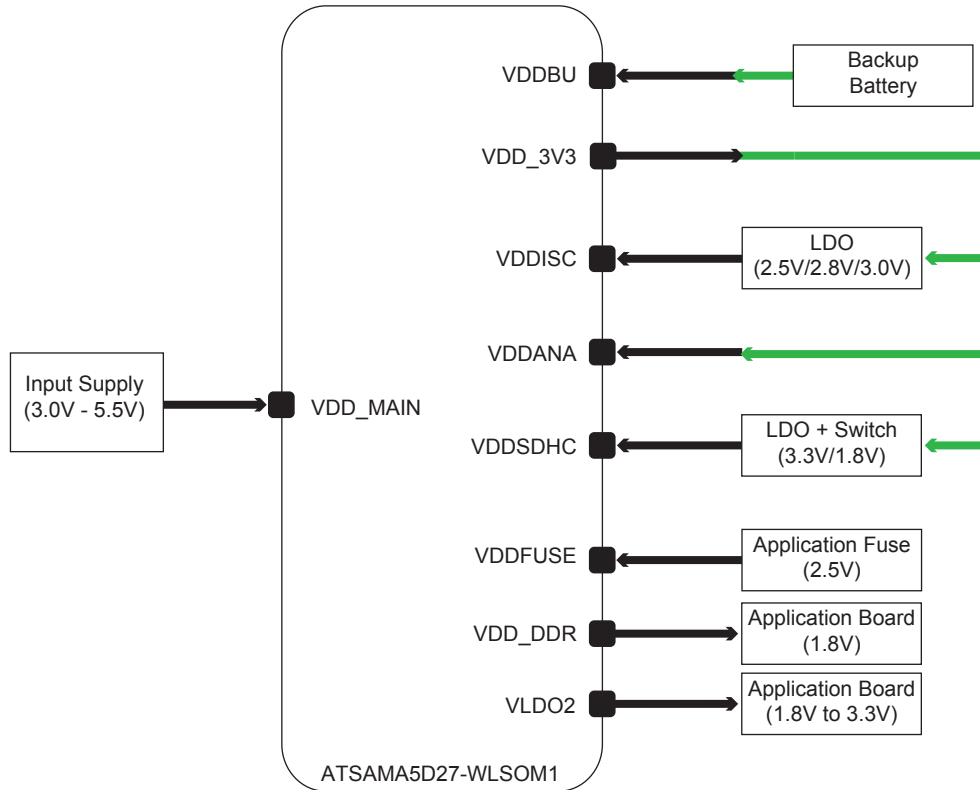 VDDBU
Backup
Battery
VDD_3V3
VDDISC
LDO
(2.5V/2.8V/3.0V)
VDDANA
Input Supply
(3.0V - 5.5V)
VDD_MAIN
VDDSDHC
LDO + Switch
(3.3V/1.8V)
VDDFUSE
Application Fuse
(2.5V)
VDD_DDR
Application Board
(1.8V)
VLDO2
Application Board
(1.8V to 3.3V)
ATSAMA5D27-WLSOM1